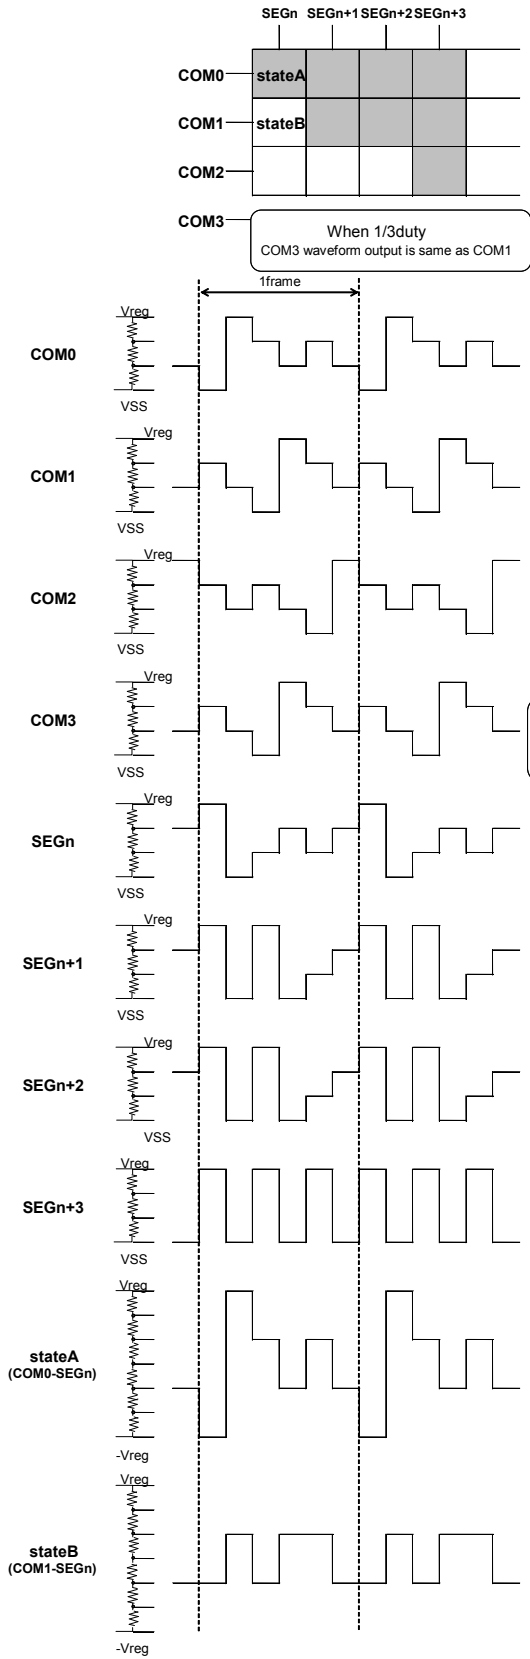 SEGn SEGn+1 SEGn+2 SEGn+3
COM0 stateA
COM1 stateB
COM2
COM3
When 1/3duty
COM3 waveform output is same as COM1
1frame
Vreg
COM0
VSS
Vreg
COM1
VSS
Vreg
COM2
VSS
Vreg
COM3
VSS
Vreg
SEGn
VSS
Vreg
SEGn+1
VSS
Vreg
SEGn+2
VSS
Vreg
SEGn+3
VSS
Vreg
stateA
(COM0-SEGn)
-Vreg
Vreg
stateB
(COM1-SEGn)
-Vreg